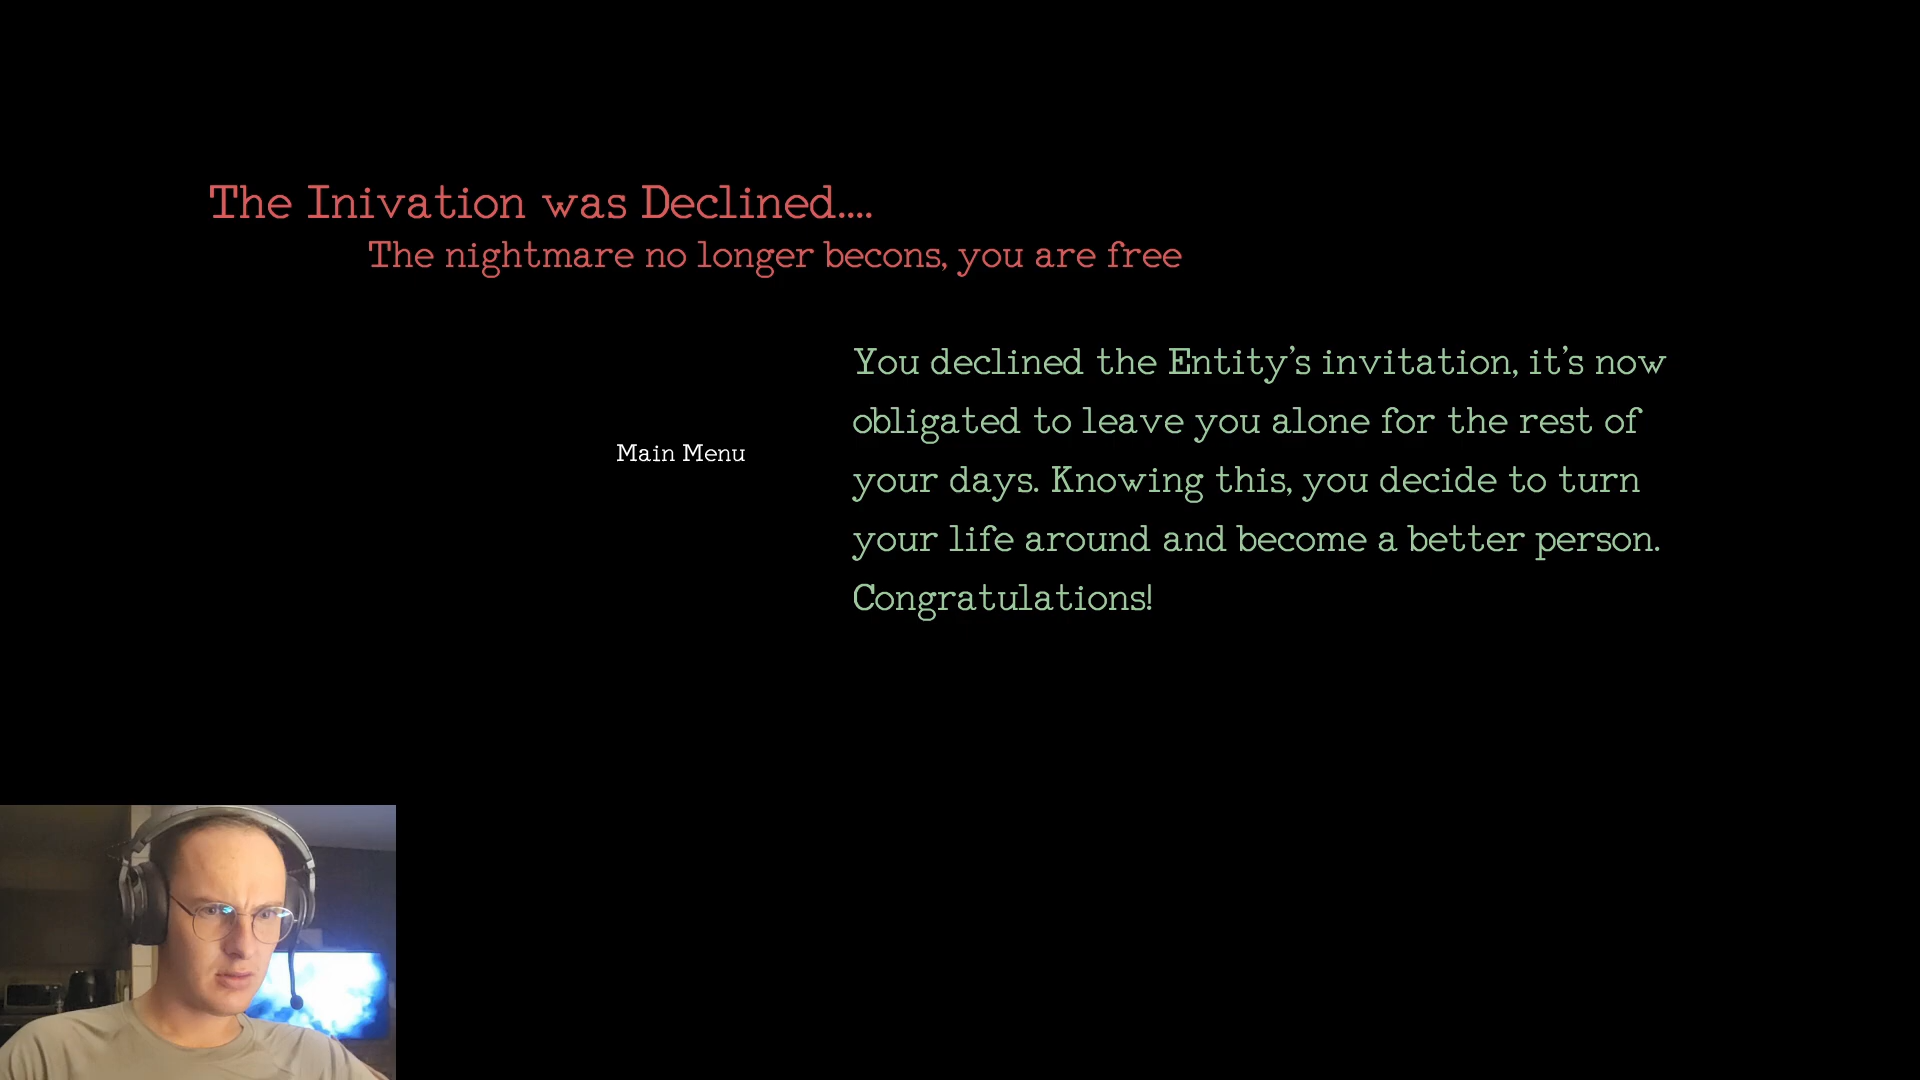 The Inivation was Declined....
The nightmare no longer becons, you are free
You declined the Entity's invitation, it's now
obligated to leave you alone for the rest of
your days. Knowing this, you decide to turn
your life around and become a better person.
Congratulations!
Main Menu